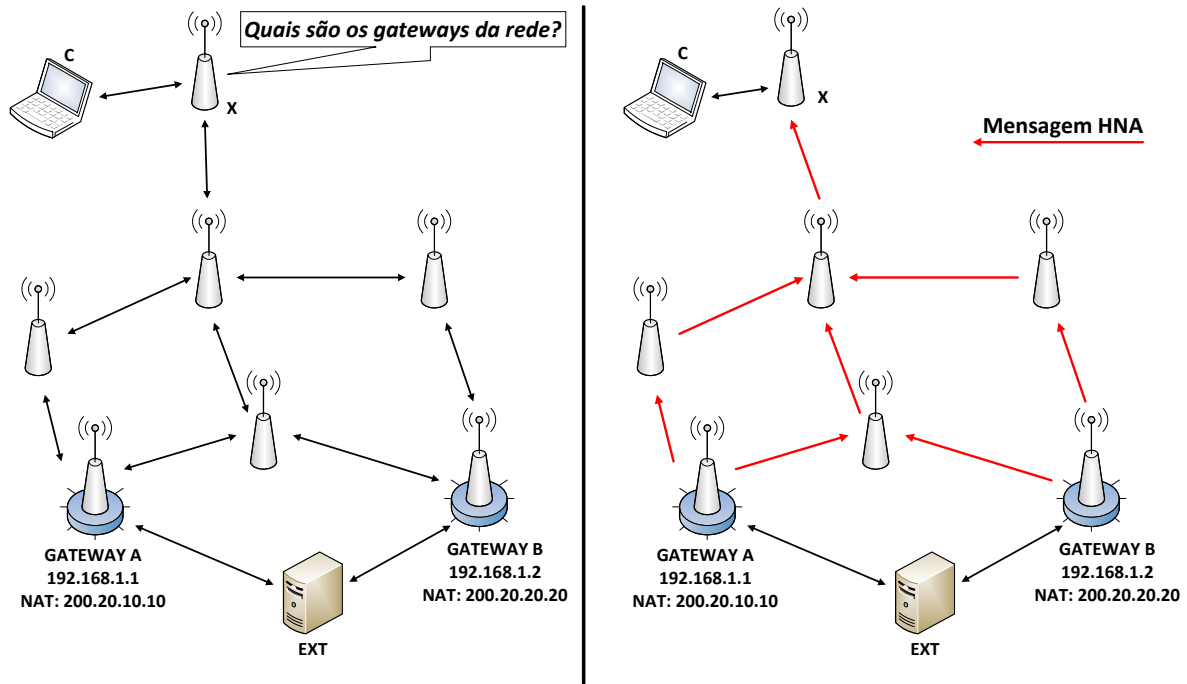 Quais são os gateways da rede?
C
X
GATEWAY A
192.168.1.1
NAT: 200.20.10.10
GATEWAY B
192.168.1.2
NAT: 200.20.20.20
EXT
C
X
Mensagem HNA
GATEWAY A
192.168.1.1
NAT: 200.20.10.10
GATEWAY B
192.168.1.2
NAT: 200.20.20.20
EXT